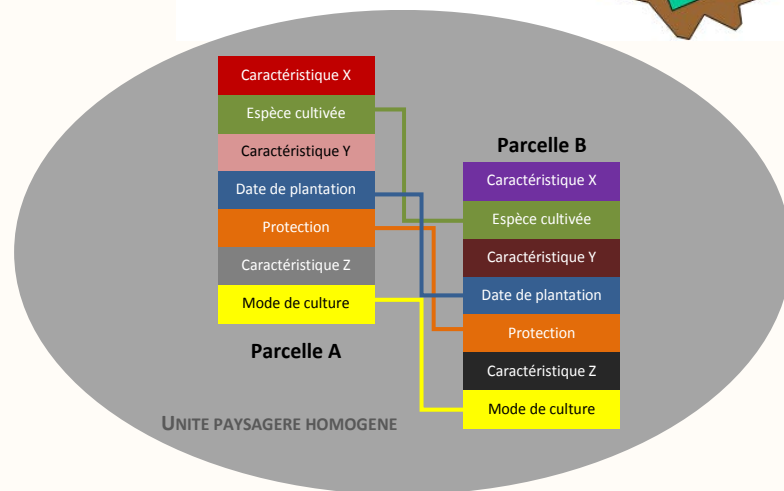 Caractéristique X
Espèce cultivée
Caractéristique Y
Date de plantation
Protection
Caractéristique Z
Mode de culture
Parcelle A
Parcelle B
Caractéristique X
Espèce cultivée
Caractéristique Y
Date de plantation
Protection
Caractéristique Z
Mode de culture
UNITE PAYSAGERE HOMOGENE